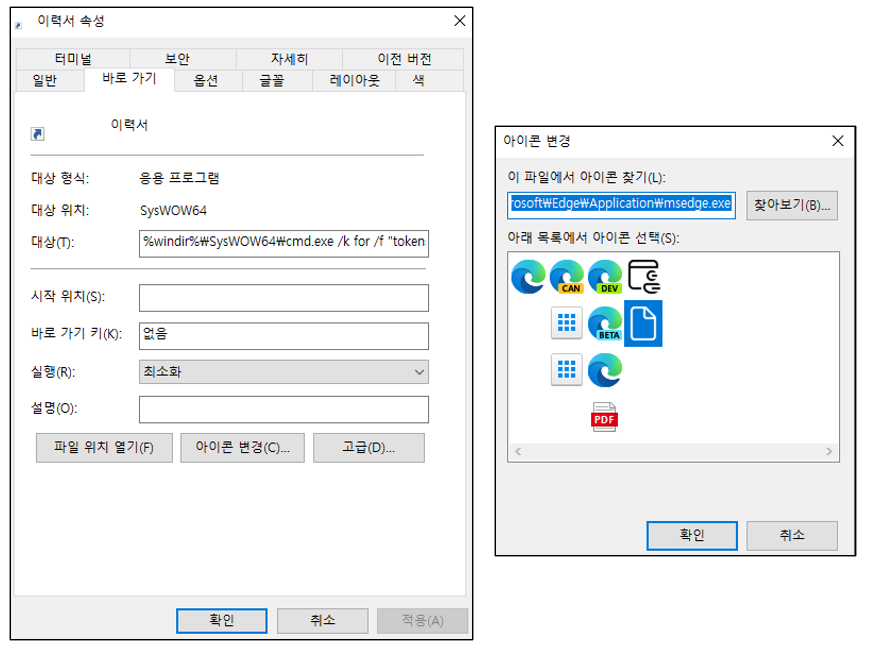 이력서 속성
터미널 보안 자세히 이전 버전
일반 바로 가기 옵션 글꼴 레이아웃 색
이력서
대상 형식: 응용 프로그램
대상 위치: SysWOW64
대상(T): %windir%₩SysWOW64₩cmd.exe /k for /f "token
시작 위치(S):
바로 가기 키(K): 없음
실행(R): 최소화
설명(O):
파일 위치 열기(F) 아이콘 변경(C)... 고급(D)...
확인 취소 적용(A)
아이콘 변경
이 파일에서 아이콘 찾기(L):
rosoft₩Edge₩Application₩msedge.exe 찾아보기(B)...
아래 목록에서 아이콘 선택(S):
CAN DEV
BETA
PDF
확인 취소